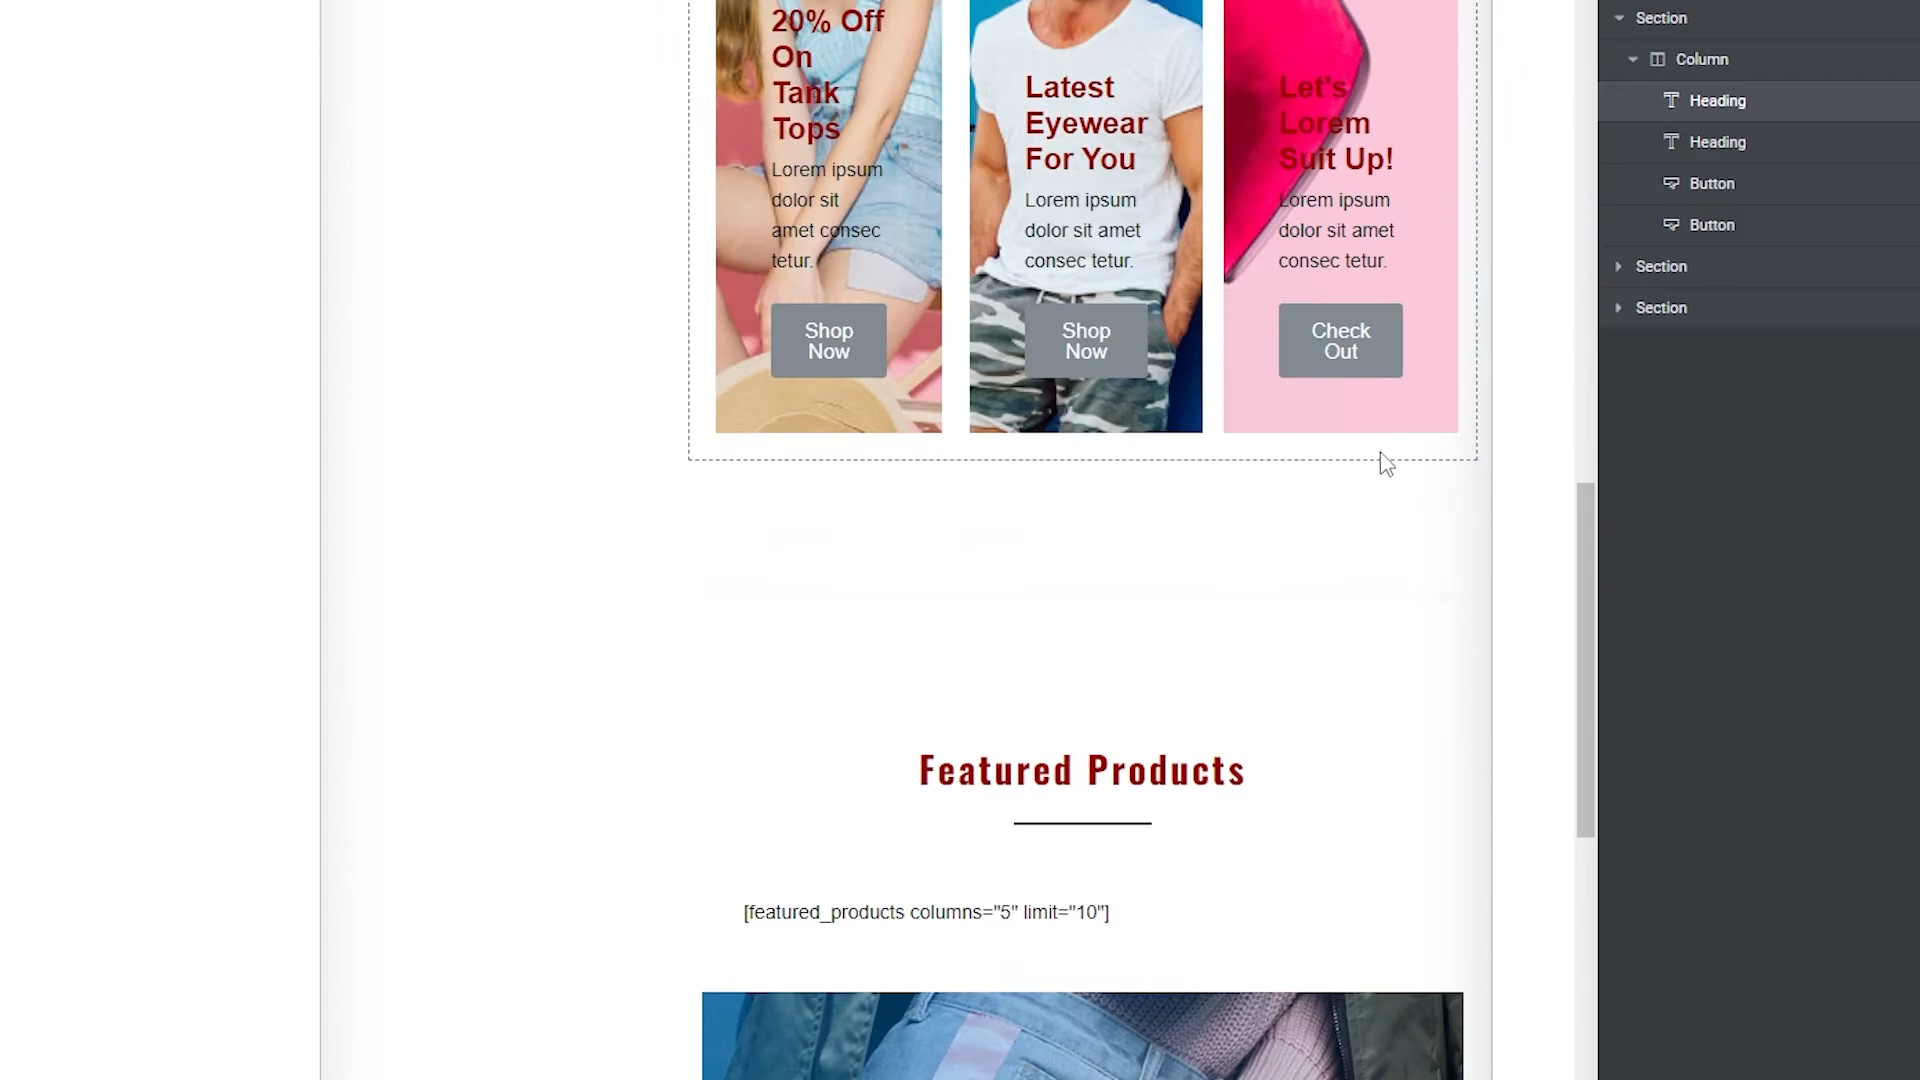 20% Off
On
Tank
Tops
Lorem ipsum
dolor sit
amet consec
tetur.
Shop
Now
Latest
Eyewear
For You
Lorem ipsum
dolor sit amet
consec tetur.
Shop
Now
Let's
Lorem
Suit Up!
Lorem ipsum
dolor sit amet
consec tetur.
Check
Out
Featured Products
[featured_products columns="5" limit="10"]
Section
Column
Heading
Heading
Button
Button
Section
Section